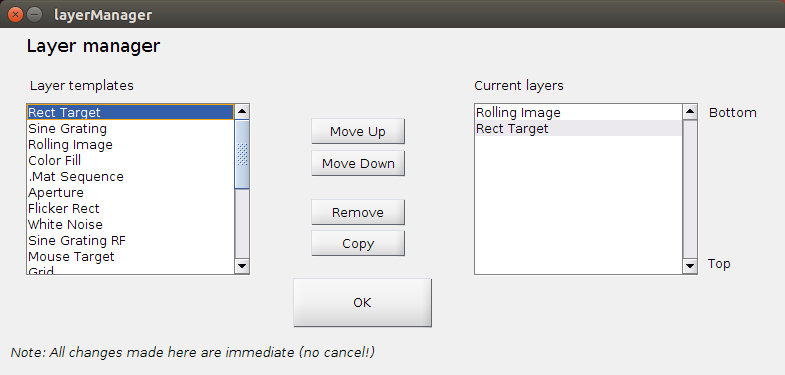 layerManager
Layer manager
Layer templates
Rect Target
Sine Grating
Rolling Image
Color Fill
.Mat Sequence
Aperture
Flicker Rect
White Noise
Sine Grating RF
Mouse Target
Grid
Move Up
Move Down
Remove
Copy
OK
Current layers
Rolling Image
Rect Target
Bottom
Top
Note: All changes made here are immediate (no cancel!)